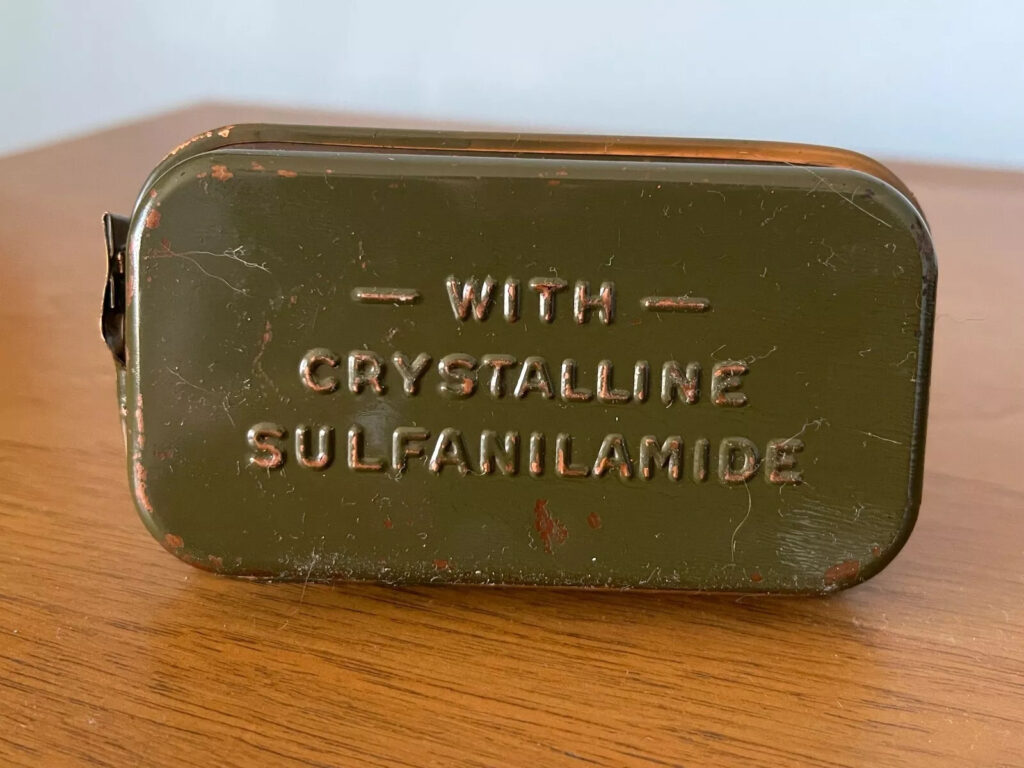 — WITH —
CRYSTALLINE
SULFANILAMIDE